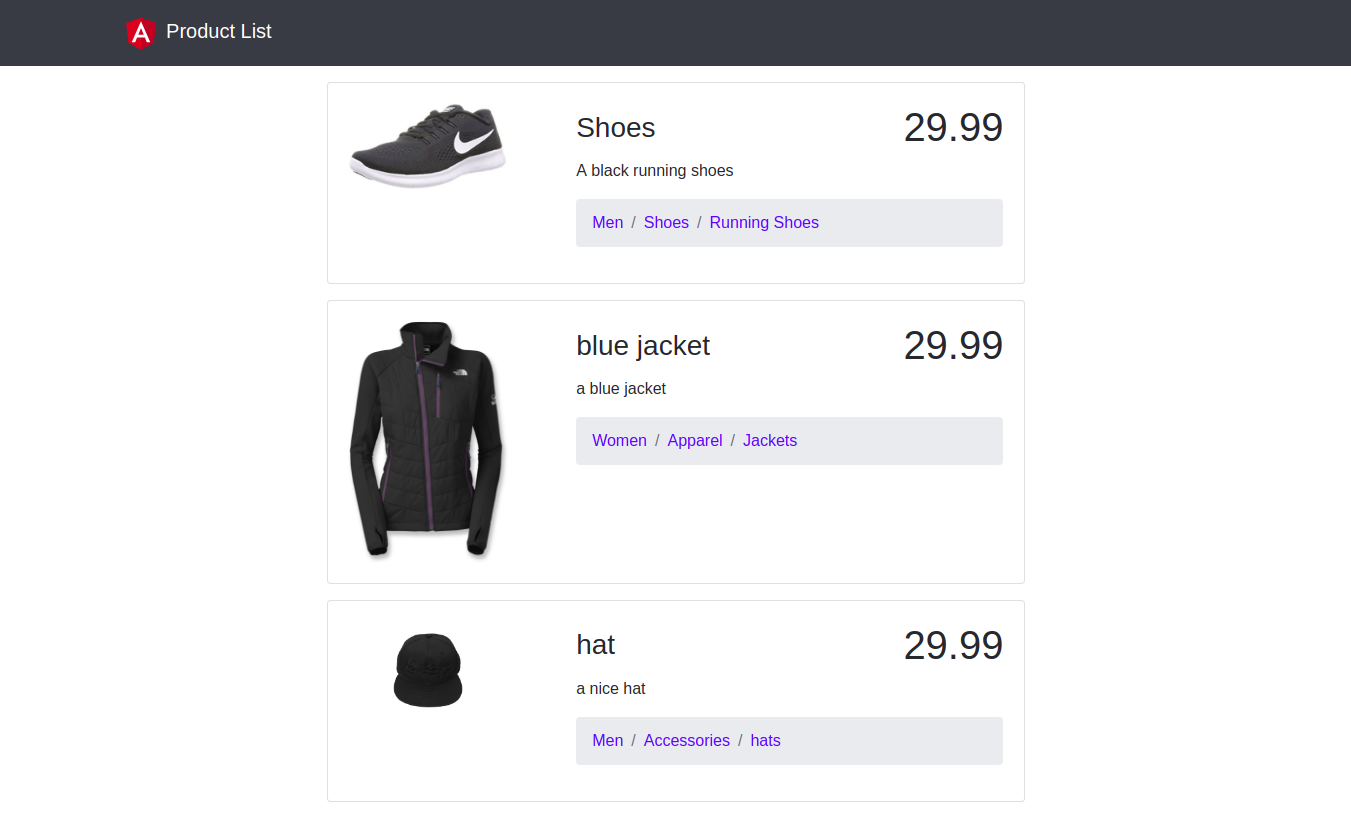 Product List
Shoes
29.99
A black running shoes
Men / Shoes / Running Shoes
blue jacket
29.99
a blue jacket
Women / Apparel / Jackets
hat
29.99
a nice hat
Men / Accessories / hats